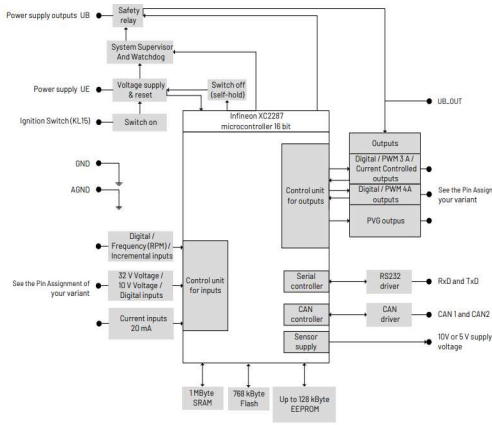 Power supply outputs UB
Safety
relay
System Supervisor
And Watchdog
Power supply UE
Voltage supply
& reset
Switch off
(self-hold)
UB_OUT
Ignition Switch (KL15)
Switch on
Infineon XC2287
microcontroller 16 bit
Outputs
GND
AGND
Control unit
for outputs
Digital / PWM 3 A /
Current Controlled
outputs
Digital / PWM 4A
outputs
See the Pin Assign
your variant
PVG outpus
Digital /
Frequency (RPM) /
Incremental inputs
See the Pin Assignment of
your variant
32 V Voltage /
10 V Voltage /
Digital inputs
Control unit
for inputs
Current inputs
20 mA
Serial
controller
RS232
driver
RxD and TxD
CAN
controller
CAN
driver
CAN 1 and CAN2
Sensor
supply
10V or 5 V supply
voltage
1 MByte
SRAM
768 kByte
Flash
Up to 128 kByte
EEPROM